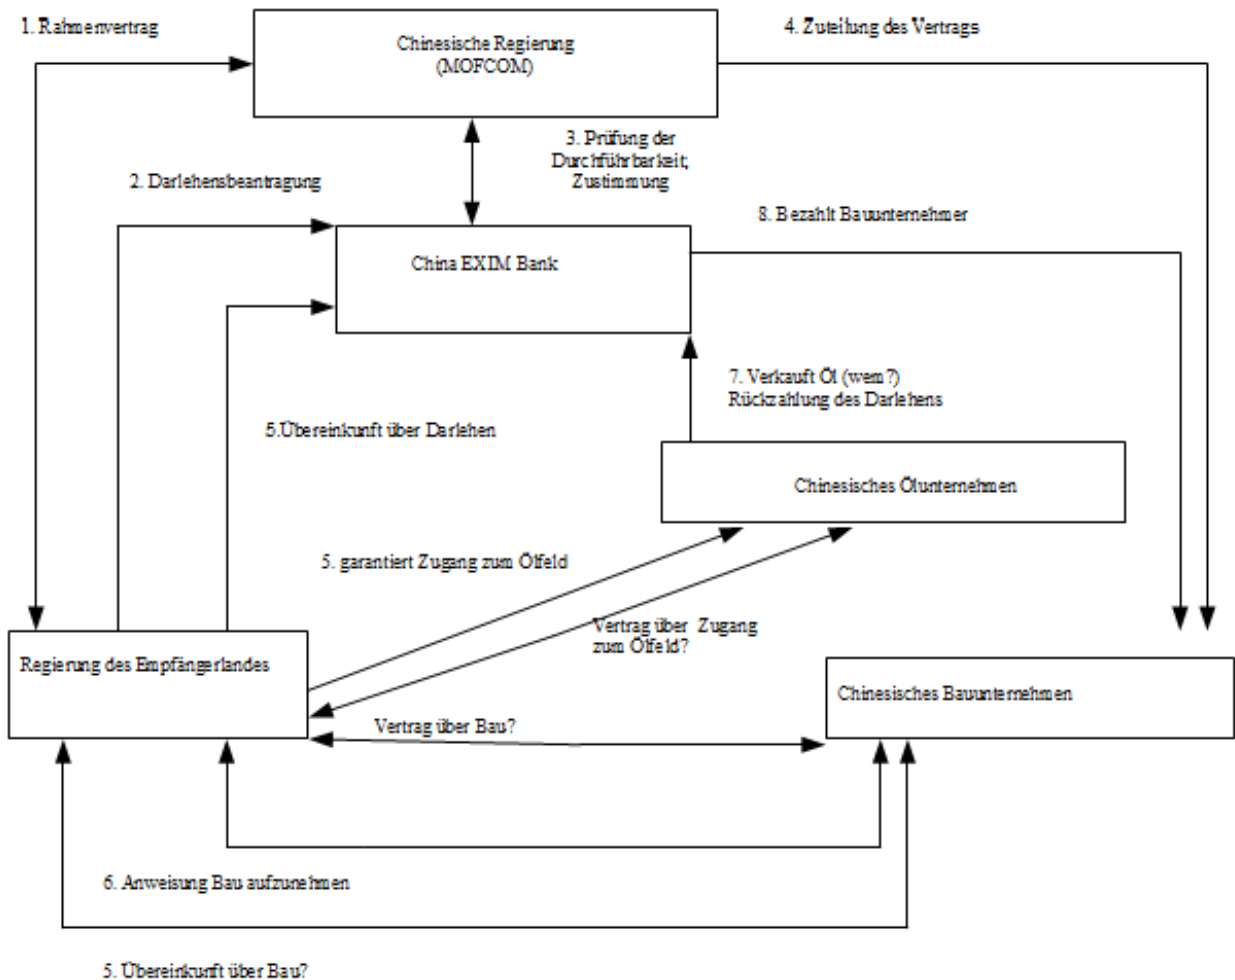 1. Rahmenvertrag
Chinesische Regierung
(MOFCOM)
4. Zuteilung des Vertrags
3. Prüfung der
Durchführbarkeit,
Zustimmung
2. Darlehensbeantragung
8. Bezahlt Bauunternehmer
China EXIM Bank
7. Verkauft Öl (wem?)
Rückzahlung des Darlehens
5.Übereinkunft über Darlehen
Chinesisches Ölunternehmen
5. garantiert Zugang zum Ölfeld
Vertrag über Zugang
zum Ölfeld?
Regierung des Empfängerlandes
Chinesisches Bauunternehmen
Vertrag über Bau?
6. Anweisung Bau aufzunehmen
5. Übereinkunft über Bau?